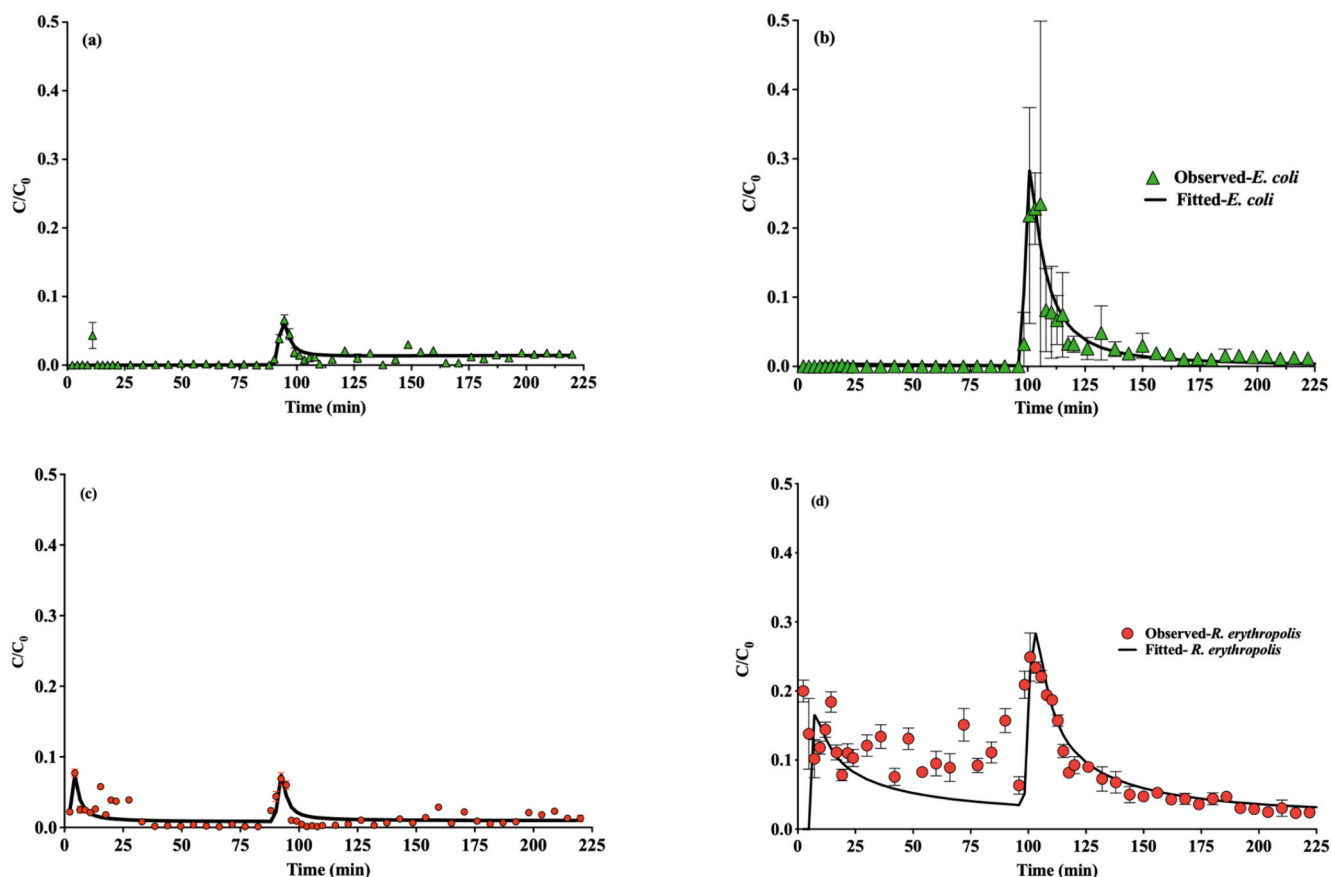 (a)
0.5
0.4
0.3
0.2
0.1
0.0
C/C0
0 25 50 75 100 125 150 175 200 225
Time (min)
(b)
0.5
0.4
0.3
0.2
0.1
0.0
C/C0
0 25 50 75 100 125 150 175 200 225
Time (min)
Observed-E. coli
Fitted-E. coli
(c)
0.5
0.4
0.3
0.2
0.1
0.0
C/C0
0 25 50 75 100 125 150 175 200 225
Time (min)
(d)
0.5
0.4
0.3
0.2
0.1
0.0
C/C0
0 25 50 75 100 125 150 175 200 225
Time (min)
Observed-R. erythropolis
Fitted- R. erythropolis